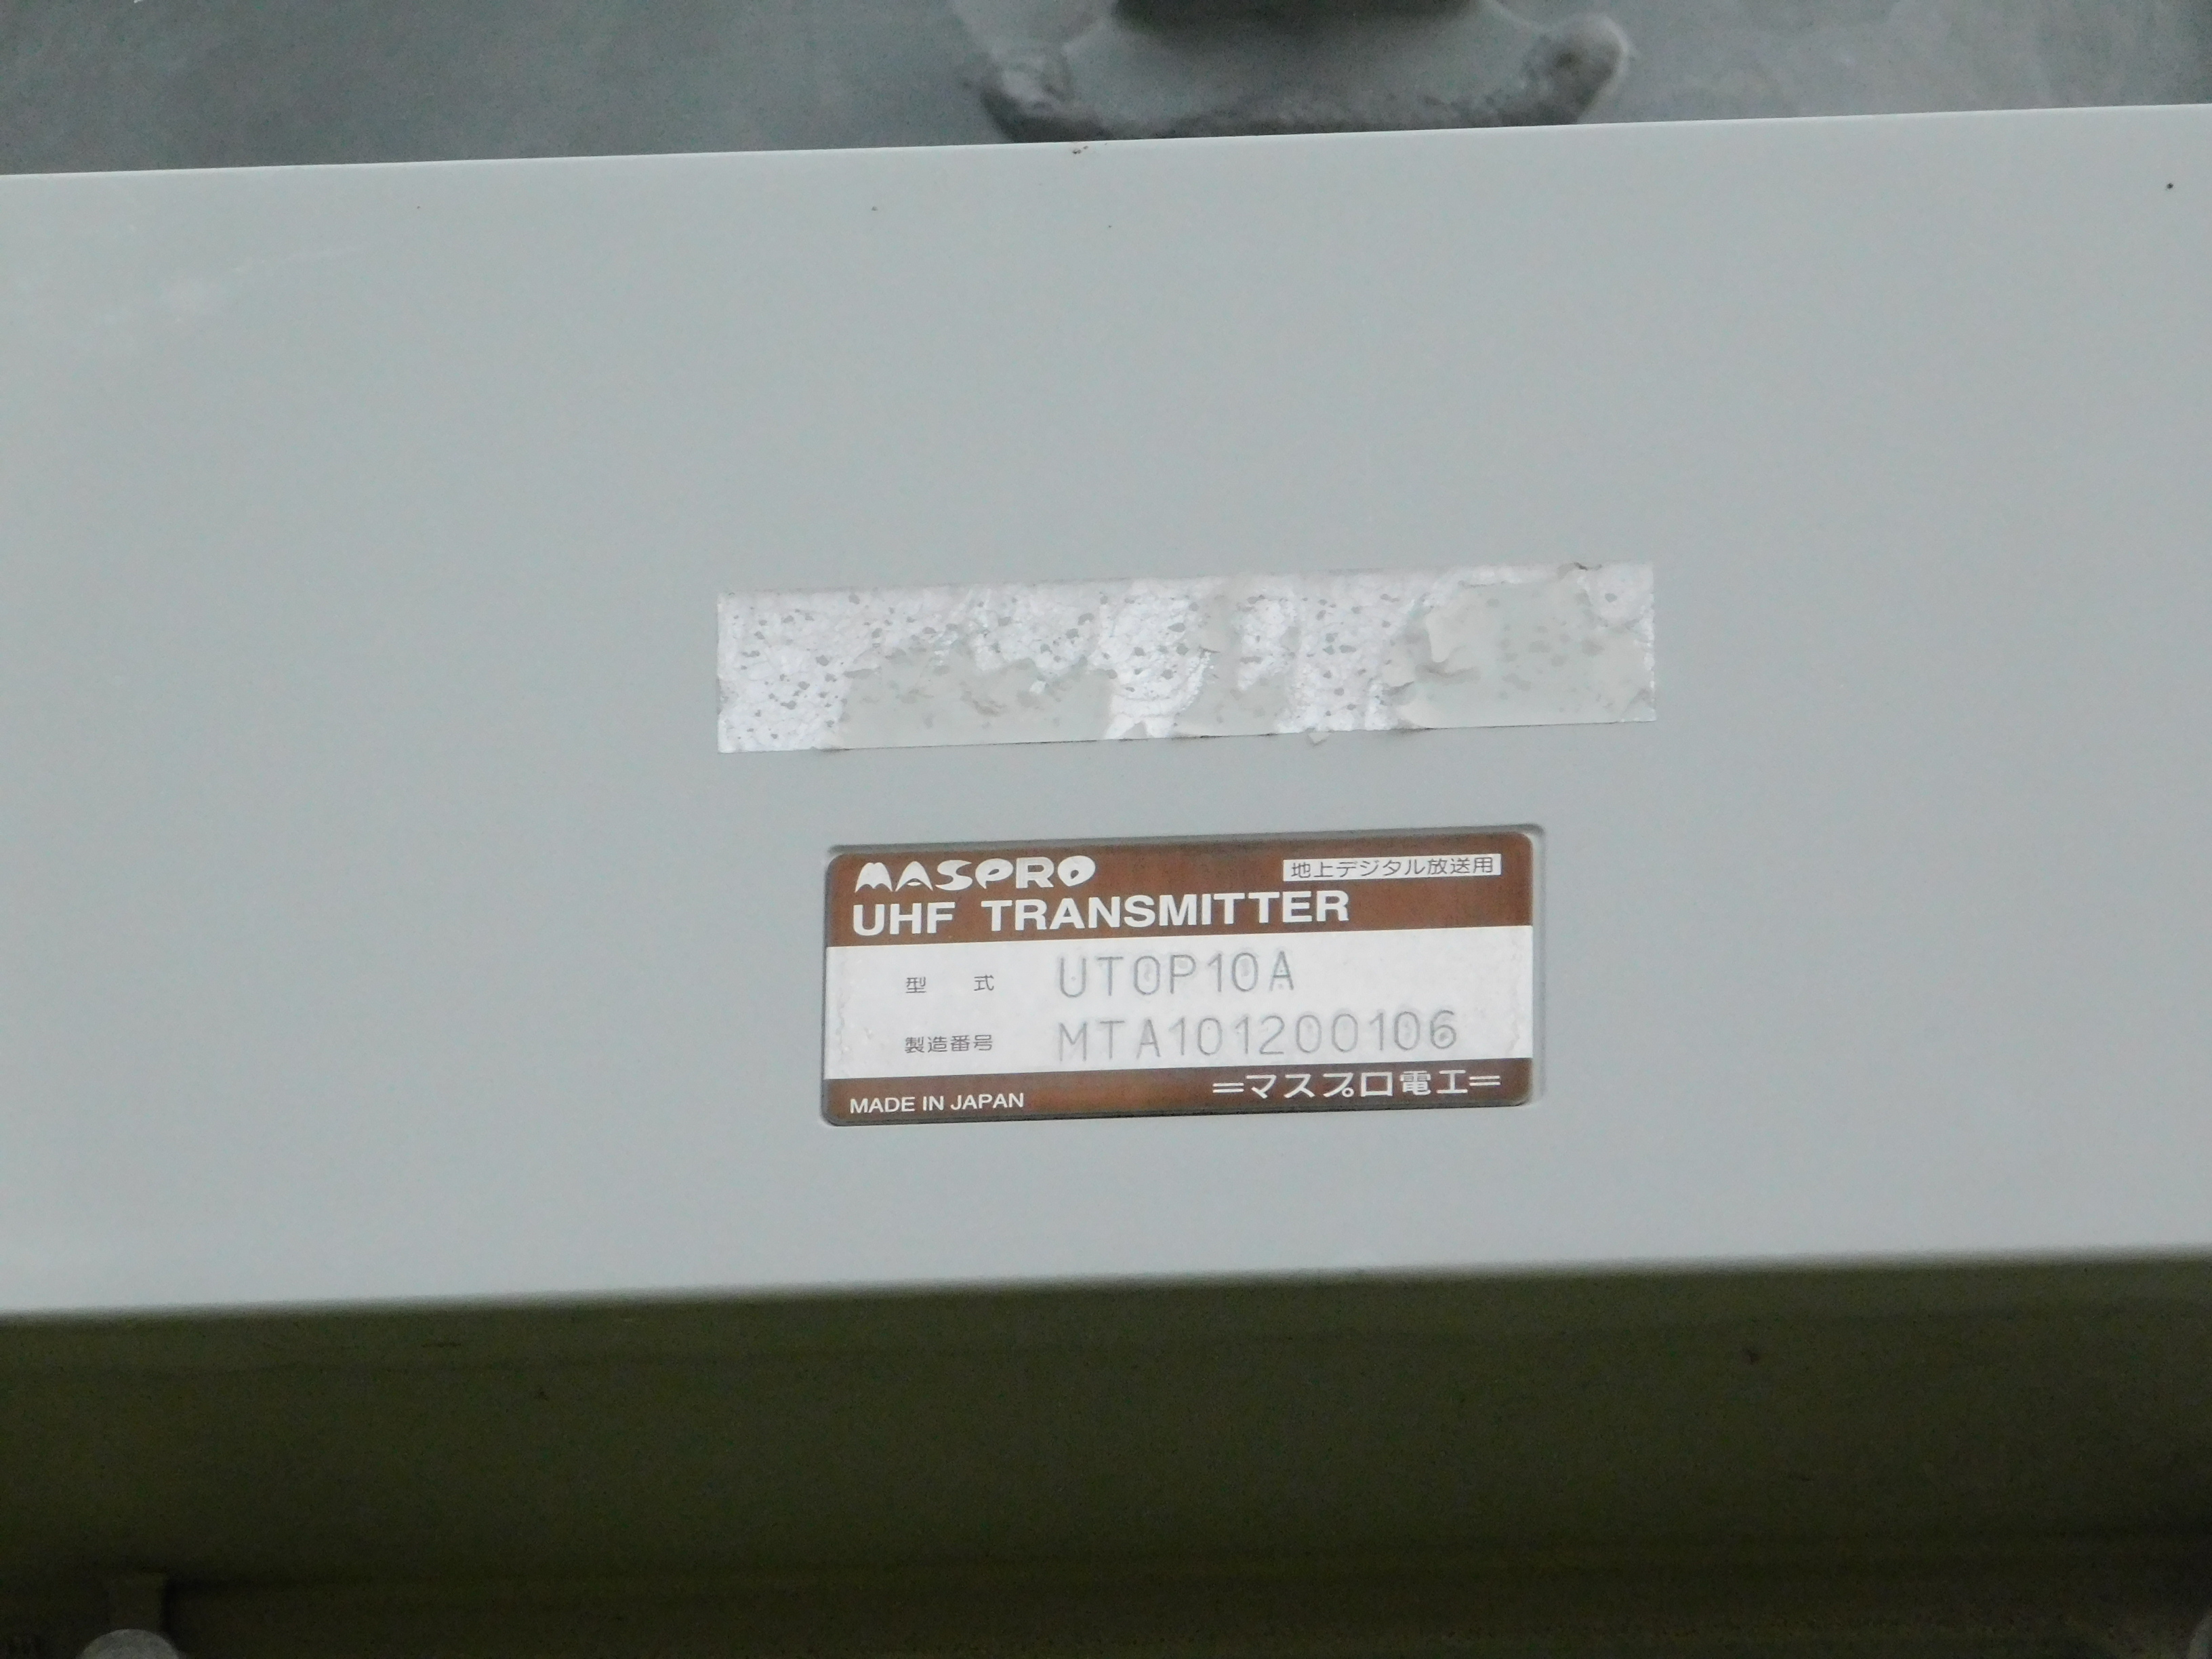 MASPRO 地上デジタル放送用
UHF TRANSMITTER
型 式 UT0P10A
製造番号 MTA101200106
MADE IN JAPAN =マスプロ電工=